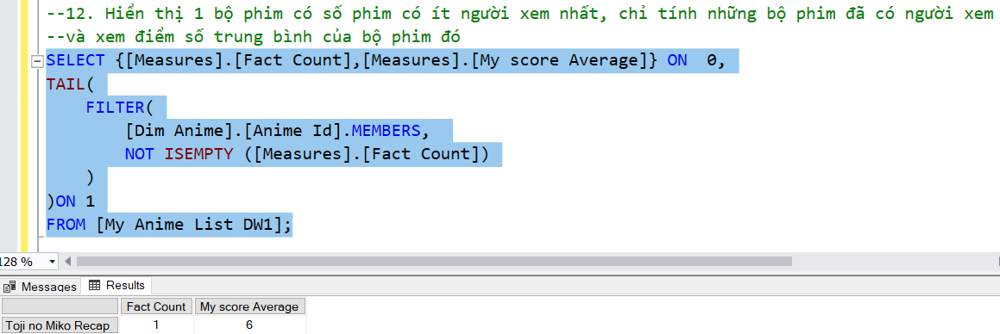 --12. Hiển thị 1 bộ phim có số phim có ít người xem nhất, chỉ tính những bộ phim đã có người xem
--và xem điểm số trung bình của bộ phim đó
SELECT {[Measures].[Fact Count],[Measures].[My score Average]} ON  0,
TAIL(
    FILTER(
        [Dim Anime].[Anime Id].MEMBERS,
        NOT ISEMPTY ([Measures].[Fact Count])
    )
)ON 1
FROM [My Anime List DW1];
128 %
Messages Results
Fact Count My score Average
Toji no Miko Recap 1 6